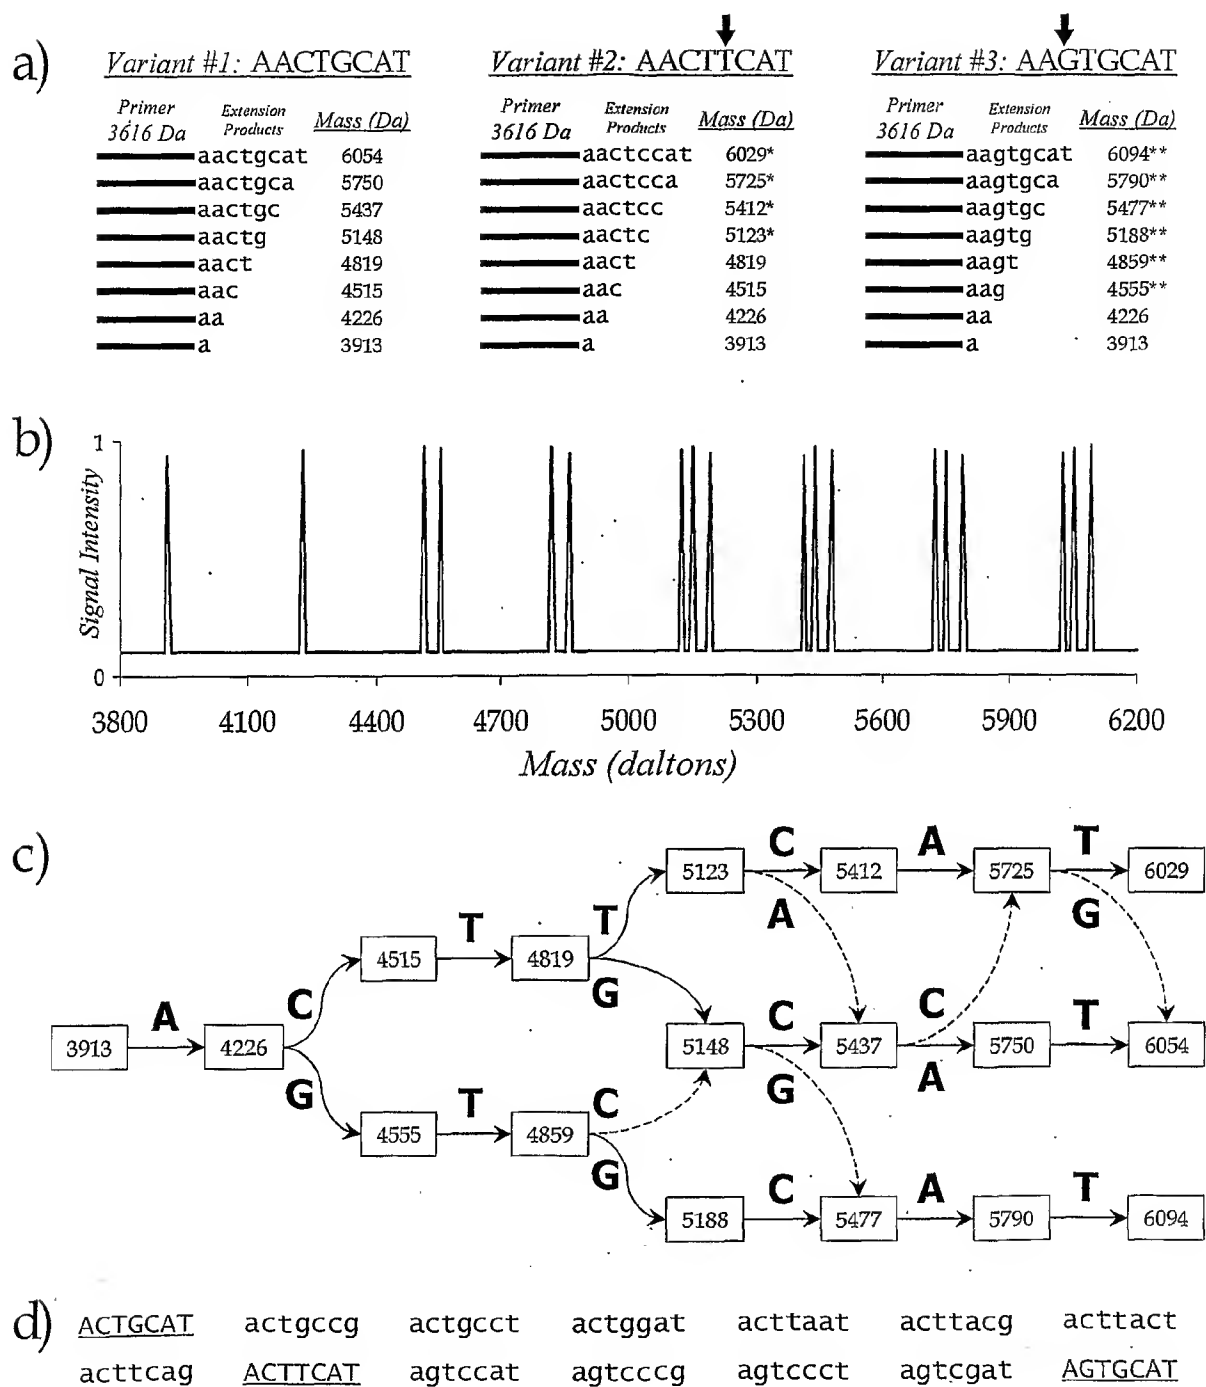 a)
Variant #1: AACTGCAT
Primer 3616 Da Extension Products Mass (Da)
aactgcat 6054
aactgca 5750
aactgc 5437
aactg 5148
aact 4819
aac 4515
aa 4226
a 3913
Variant #2: AACTTCAT
Primer 3616 Da Extension Products Mass (Da)
aactccat 6029*
aactcca 5725*
aactcc 5412*
aactc 5123*
aact 4819
aac 4515
aa 4226
a 3913
Variant #3: AAGTGCAT
Primer 3616 Da Extension Products Mass (Da)
aagtgcat 6094**
aagtgca 5790**
aagtgc 5477**
aagtg 5188**
aagt 4859**
aag 4555**
aa 4226
a 3913
b)
Signal Intensity
1
0
3800 4100 4400 4700 5000 5300 5600 5900 6200
Mass (daltons)
c)
C A T
5123 5412 5725 6029
T T A G
4515 4819
C G
A C C T
3913 4226 5148 5437 5750 6054
G T C G A
4555 4859
G C A T
5188 5477 5790 6094
d)
ACTGCAT actgccg actgcct actggat acttaat acttacg acttact
acttcag ACTTCAT agtccat agtcccg agtccct agtcgat AGTGCAT